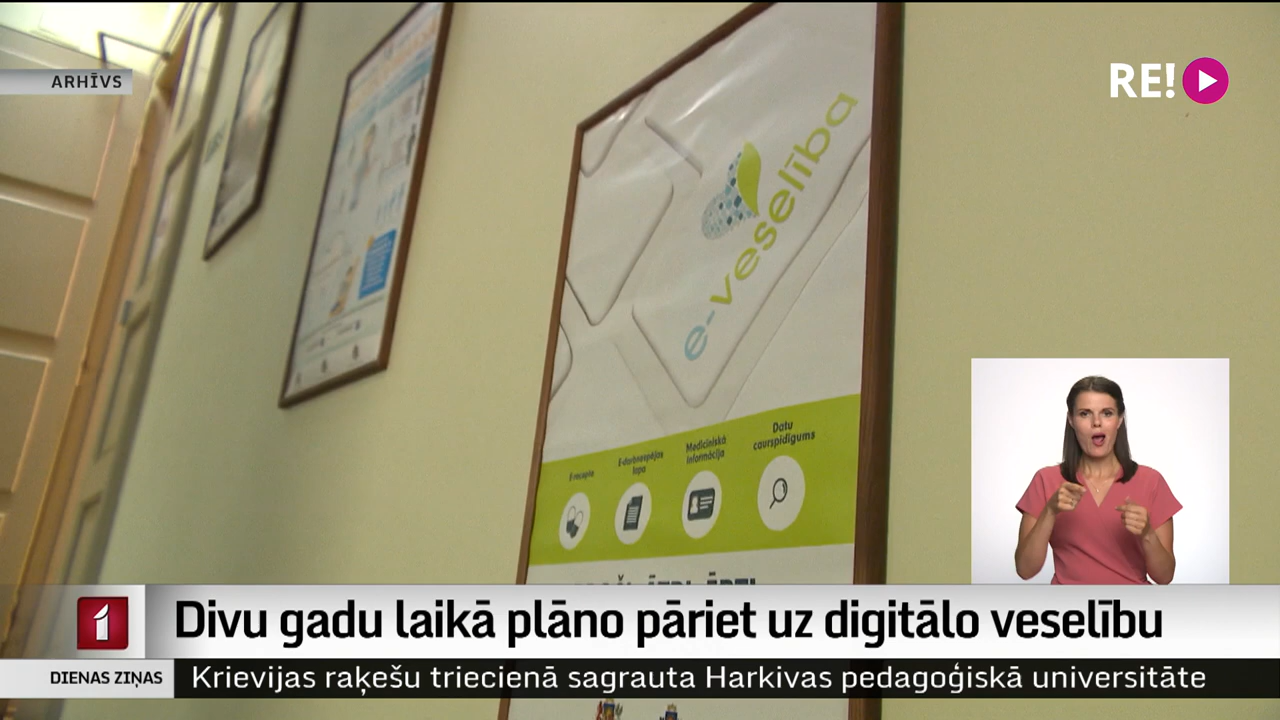 ARHĪVS
RE!
e-veselība
E-recepte
E-darbnespējas
lapa
Medicīniskā
informācija
Datu
caurspīdīgums
1
Divu gadu laikā plāno pāriet uz digitālo veselību
DIENAS ZIŅAS
Krievijas raķešu triecienā sagrauta Harkivas pedagoģiskā universitāte